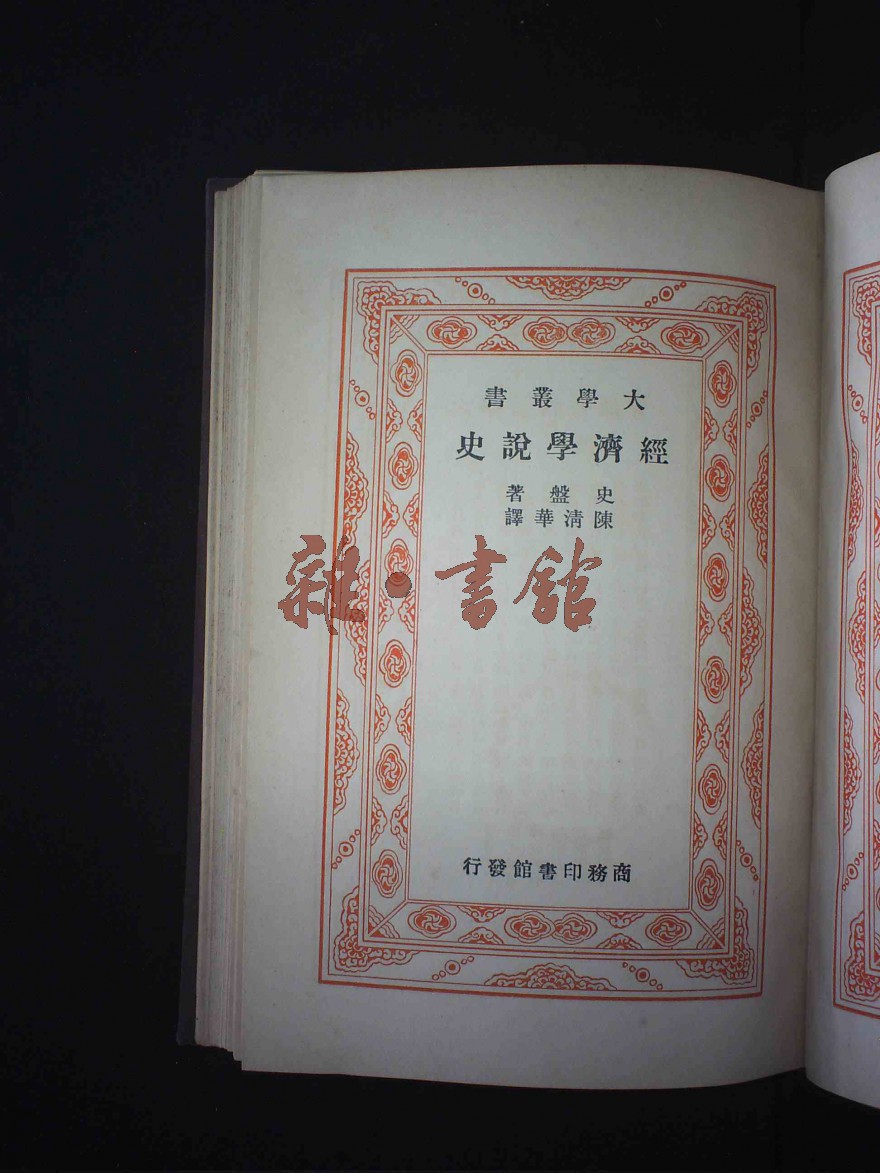 大學叢書
經濟學說史
史盤著
陳清華譯
雜·書館
商務印書館發行